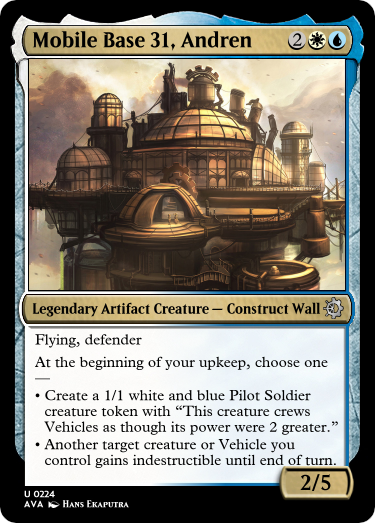 Mobile Base 31, Andren 2
Legendary Artifact Creature — Construct Wall
Flying, defender
At the beginning of your upkeep, choose one
—
• Create a 1/1 white and blue Pilot Soldier
creature token with “This creature crews
Vehicles as though its power were 2 greater.”
• Another target creature or Vehicle you
control gains indestructible until end of turn.
2/5
U 0224
AVA Hans Ekaputra